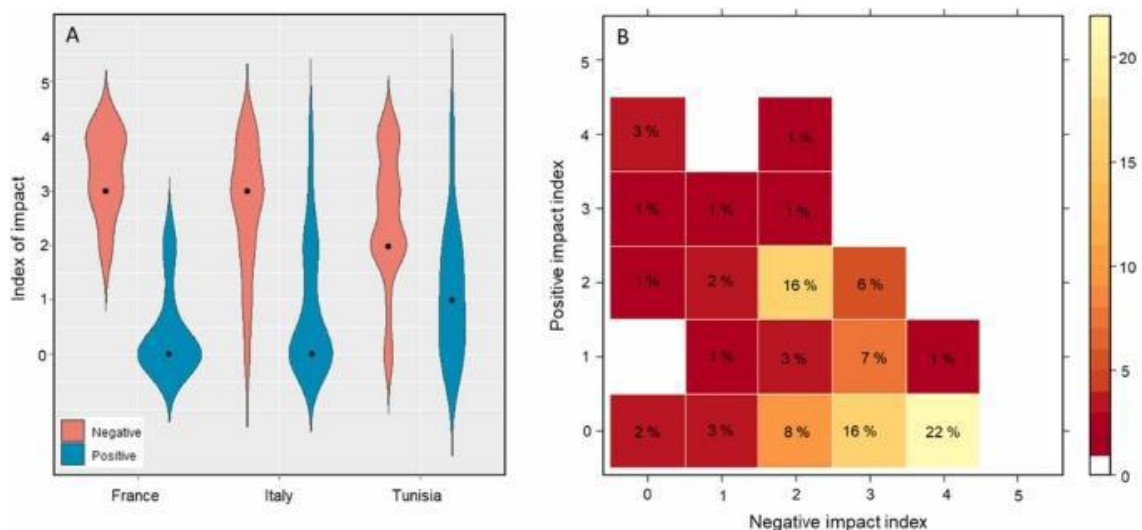 A
Index of impact
5
4
3
2
1
0
Negative
Positive
France Italy Tunisia
B
Positive impact index
5
4
3
2
1
0
3 % 1 %
1 % 1 % 1 %
1 % 2 % 16 % 6 %
1 % 3 % 7 % 1 %
2 % 3 % 8 % 16 % 22 %
0 1 2 3 4 5
Negative impact index
20
15
10
5
0